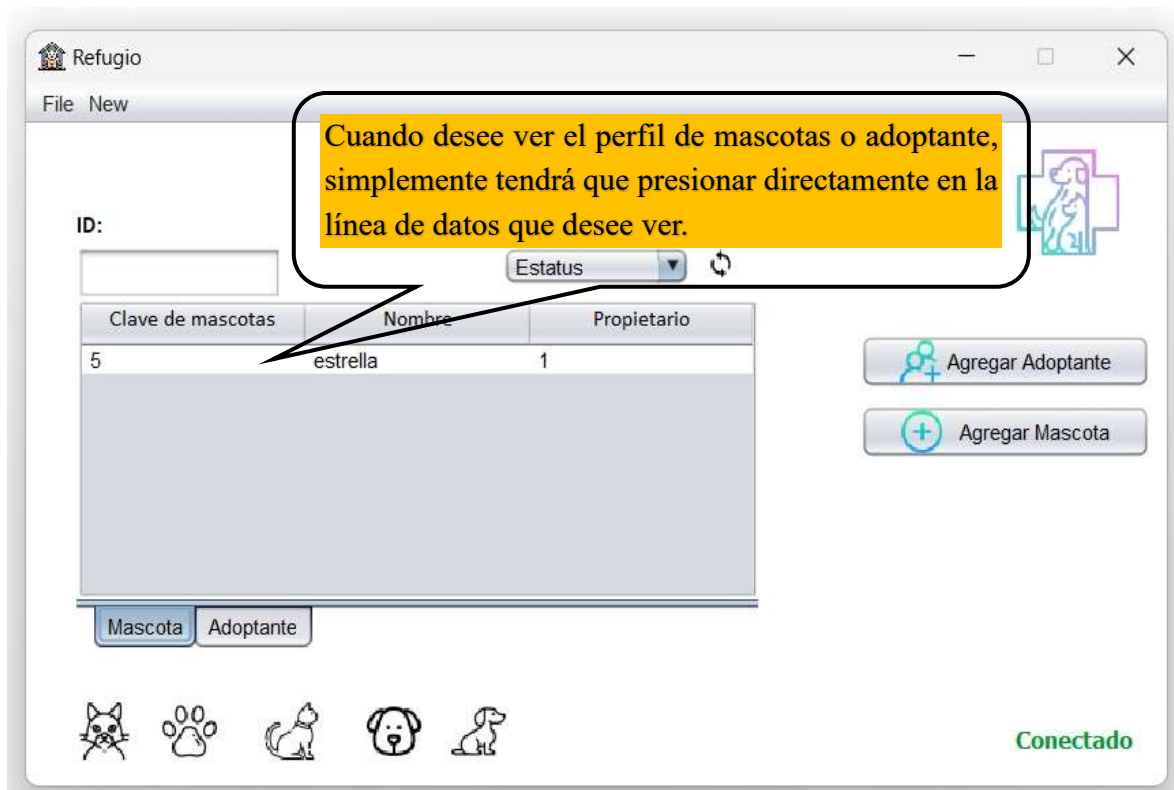 Refugio
File New
Cuando desee ver el perfil de mascotas o adoptante,
simplemente tendrá que presionar directamente en la
línea de datos que desee ver.
ID:
Estatus
Clave de mascotas Nombre Propietario
5 estrella 1
Agregar Adoptante
Agregar Mascota
Mascota Adoptante
Conectado